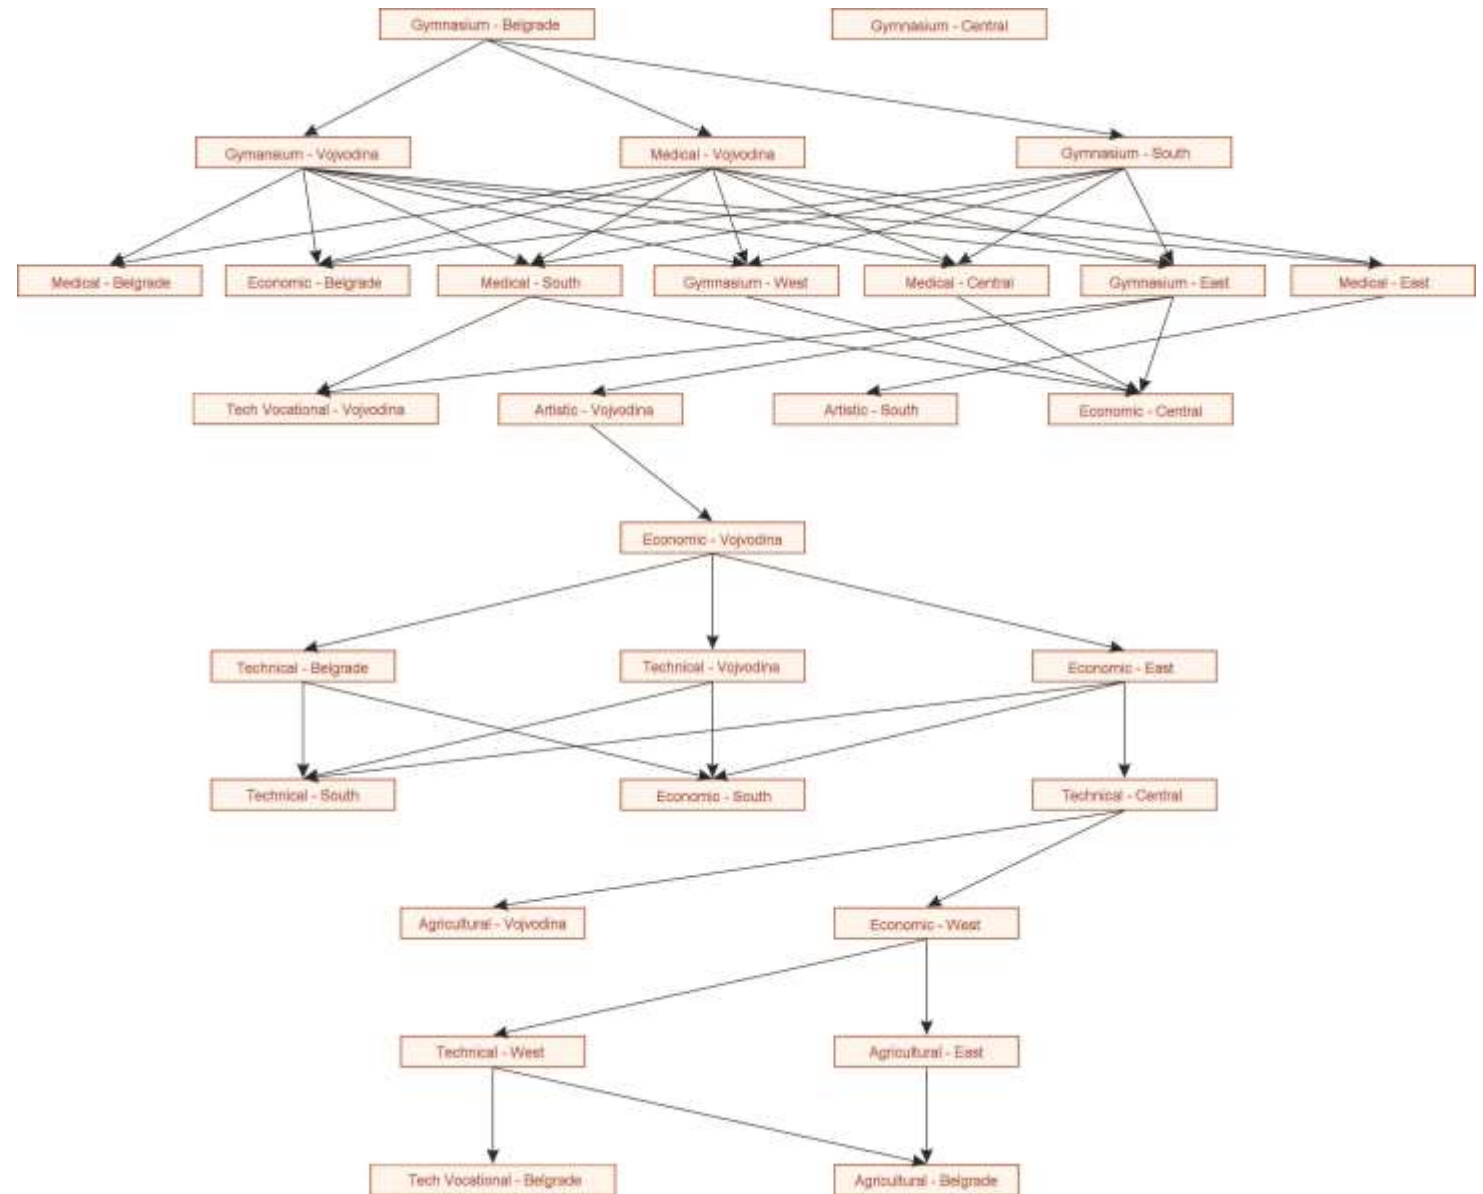 Gymnasium - Belgrade
Gymnasium - Central
Gymansium - Vojvodina
Medical - Vojvodina
Gymnasium - South
Medical - Belgrade
Economic - Belgrade
Medical - South
Gymnasium - West
Medical - Central
Gymnasium - East
Medical - East
Tech Vocational - Vojvodina
Artistic - Vojvodina
Artistic - South
Economic - Central
Economic - Vojvodina
Technical - Belgrade
Technical - Vojvodina
Economic - East
Technical - South
Economic - South
Technical - Central
Agricultural - Vojvodina
Economic - West
Technical - West
Agricultural - East
Tech Vocational - Belgrade
Agricultural - Belgrade